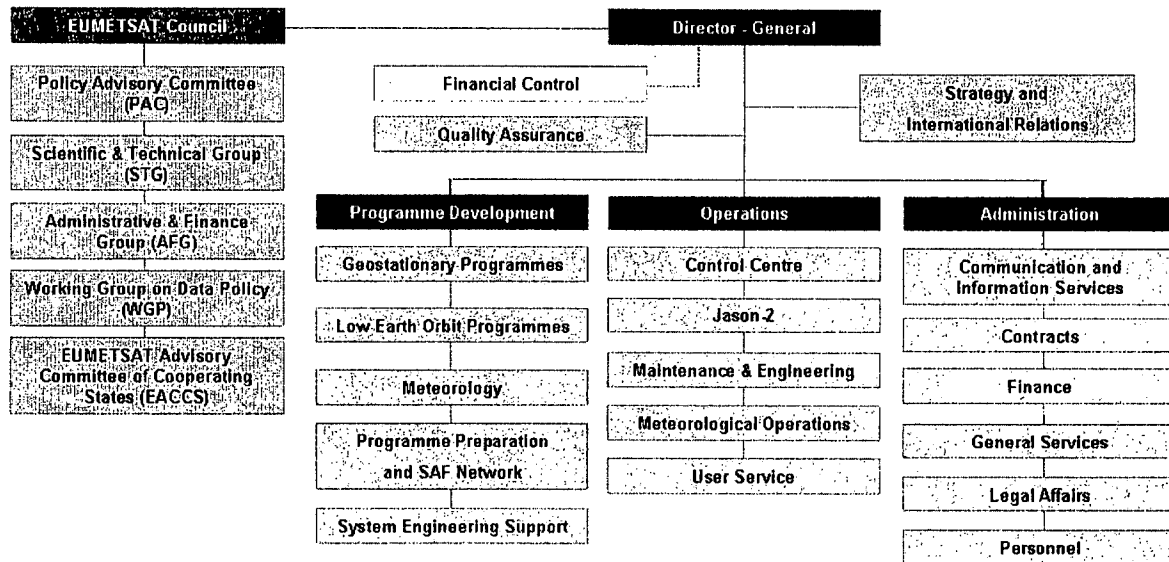 EUMETSAT Council
Policy Advisory Committee
(PAC)
Scientific & Technical Group
(STG)
Administrative & Finance
Group (AFG)
Working Group on Data Policy
(WGP)
EUMETSAT Advisory
Committee of Cooperating
States (EACCS)
Director - General
Financial Control
Quality Assurance
Strategy and
International Relations
Programme Development
Geostationary Programmes
Low Earth Orbit Programmes
Meteorology
Programme Preparation
and SAF Network
System Engineering Support
Operations
Control Centre
Jason-2
Maintenance & Engineering
Meteorological Operations
User Service
Administration
Communication and
Information Services
Contracts
Finance
General Services
Legal Affairs
Personnel